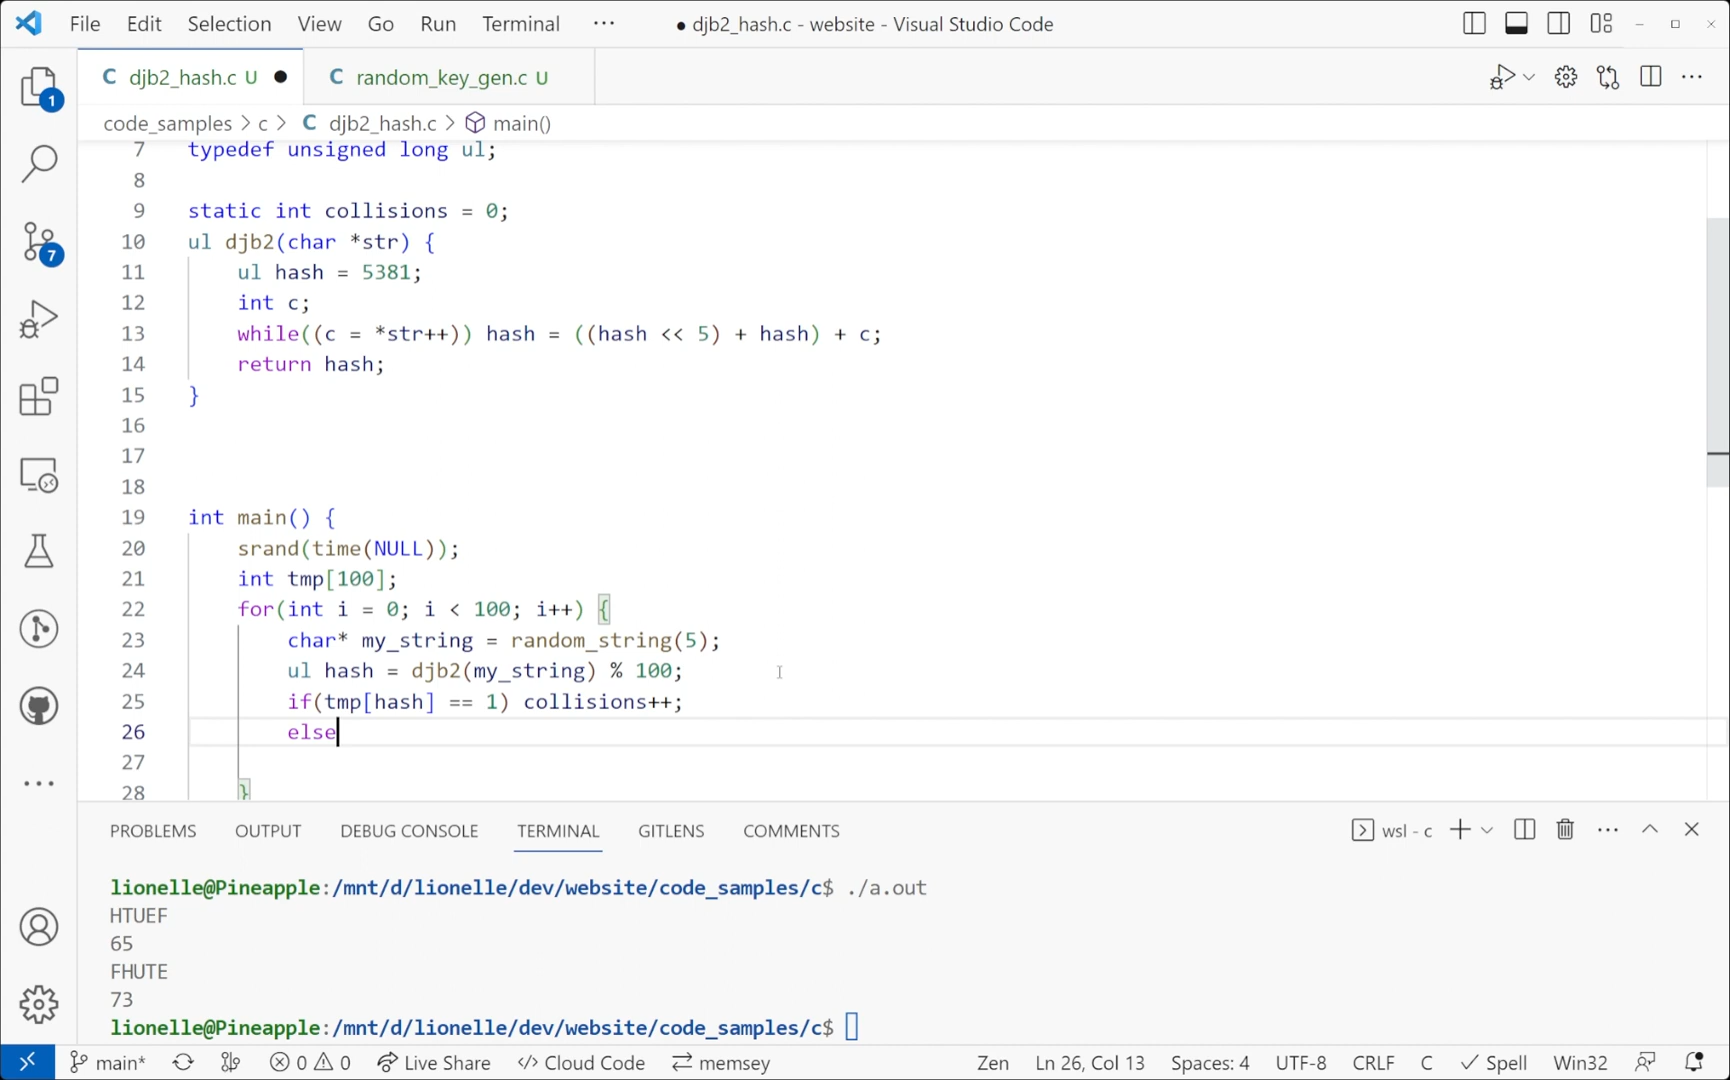 File Edit Selection View Go Run Terminal ··· ● djb2_hash.c - website - Visual Studio Code
C djb2_hash.c U ● C random_key_gen.c U
code_samples > c > C djb2_hash.c > main()
7 typedef unsigned long ul;
8
9 static int collisions = 0;
10 ul djb2(char *str) {
11 ul hash = 5381;
12 int c;
13 while((c = *str++)) hash = ((hash << 5) + hash) + c;
14 return hash;
15 }
16
17
18
19 int main() {
20 srand(time(NULL));
21 int tmp[100];
22 for(int i = 0; i < 100; i++) {
23 char* my_string = random_string(5);
24 ul hash = djb2(my_string) % 100;
25 if(tmp[hash] == 1) collisions++;
26 else
27
28 }
1
7
PROBLEMS OUTPUT DEBUG CONSOLE TERMINAL GITLENS COMMENTS wsl - c
lionelle@Pineapple:/mnt/d/lionelle/dev/website/code_samples/c$ ./a.out
HTUEF
65
FHUTE
73
lionelle@Pineapple:/mnt/d/lionelle/dev/website/code_samples/c$
main* 0 0 Live Share Cloud Code memsey Zen Ln 26, Col 13 Spaces: 4 UTF-8 CRLF C Spell Win32